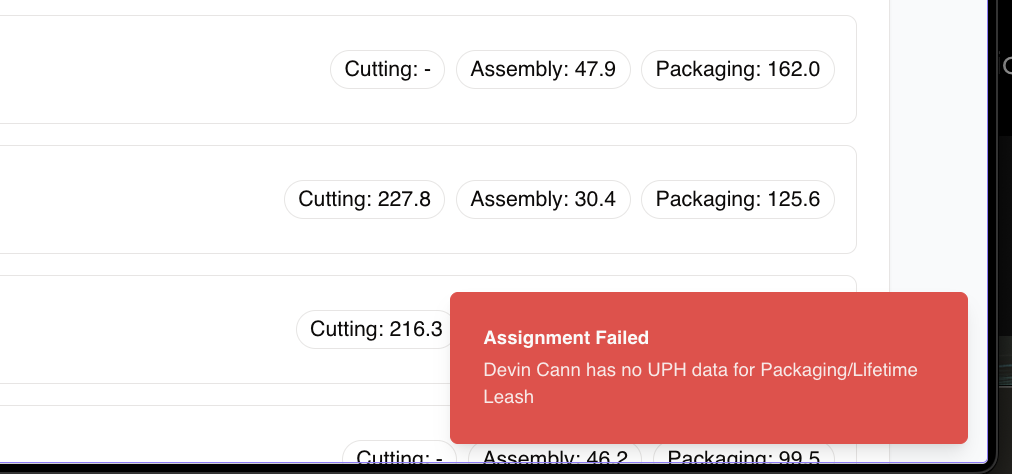 Cutting: - Assembly: 47.9 Packaging: 162.0
Cutting: 227.8 Assembly: 30.4 Packaging: 125.6
Cutting: 216.3
Assignment Failed
Devin Cann has no UPH data for Packaging/Lifetime
Leash
Cutting: - Assembly: 46.2 Packaging: 99.5